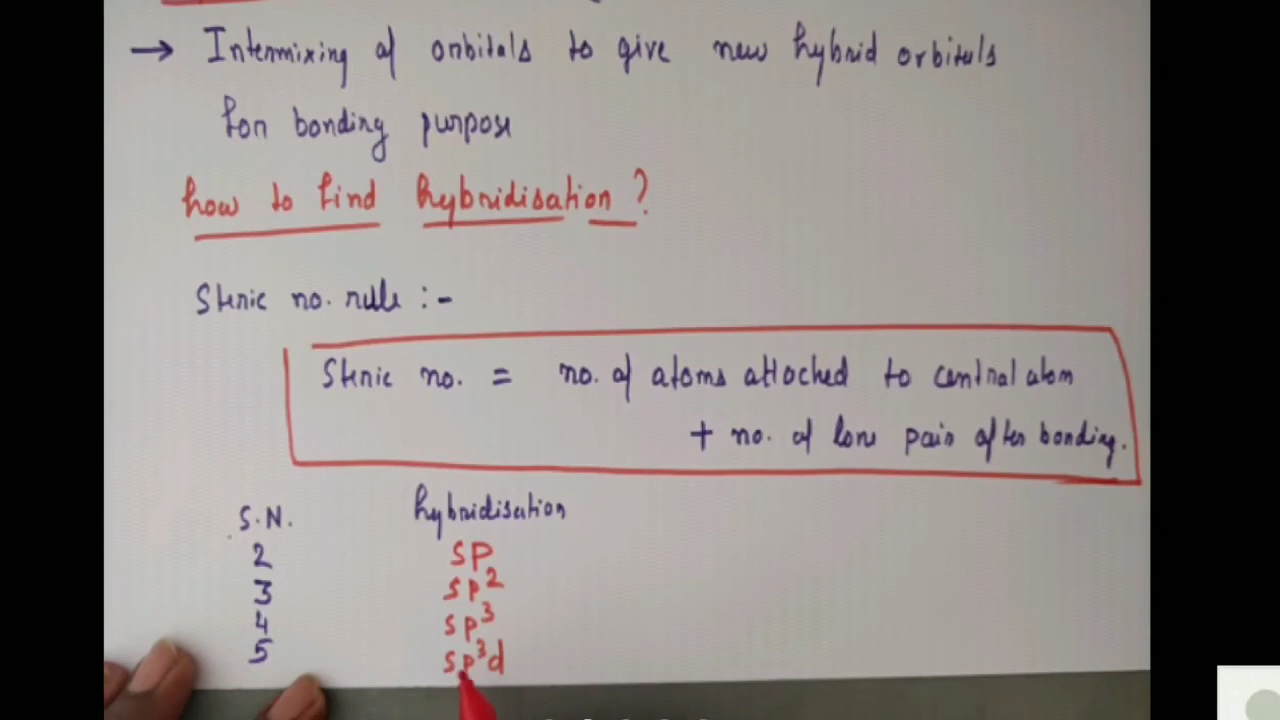 → Intermixing of orbitals to give new hybrid orbitals
for bonding purpose
how to find hybridisation?
Steric no. rule :-
Steric no. = no. of atoms attached to central atom
+ no. of lone pair after bonding.
S.N. hybridisation
2 sp
3 sp²
4 sp³
5 sp³d